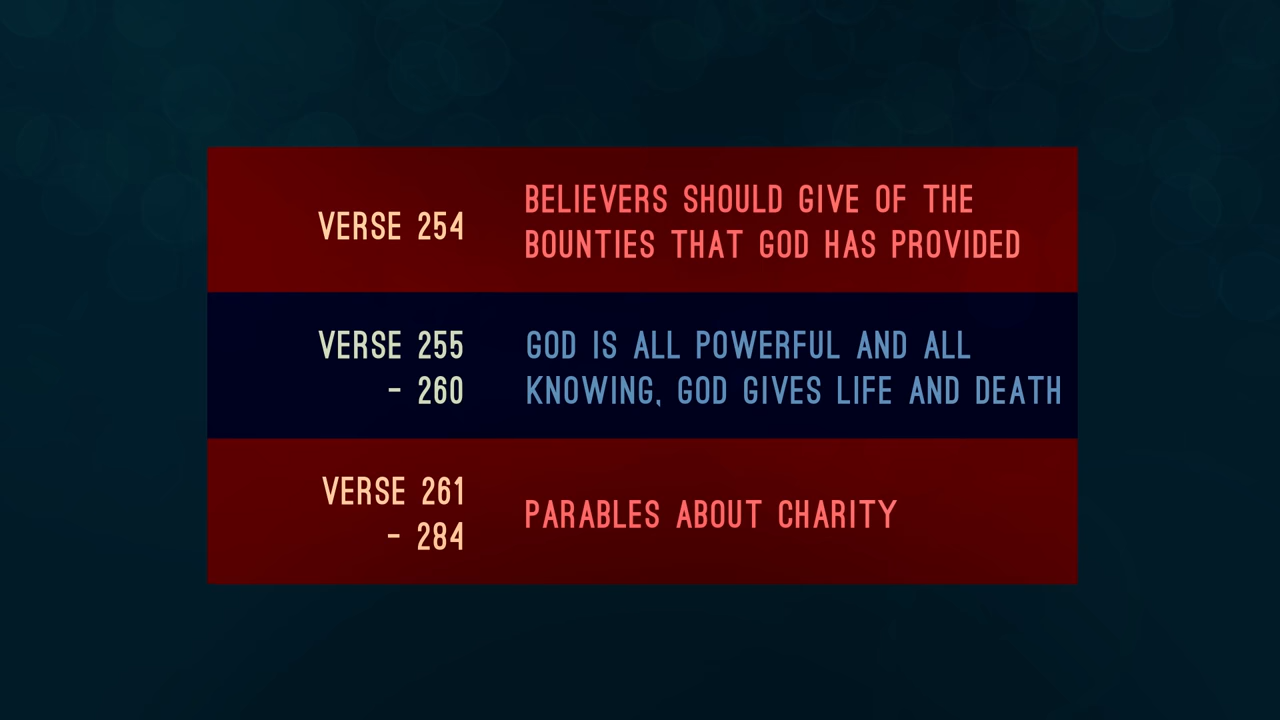 VERSE 254
BELIEVERS SHOULD GIVE OF THE
BOUNTIES THAT GOD HAS PROVIDED
VERSE 255
- 260
GOD IS ALL POWERFUL AND ALL
KNOWING, GOD GIVES LIFE AND DEATH
VERSE 261
- 284
PARABLES ABOUT CHARITY